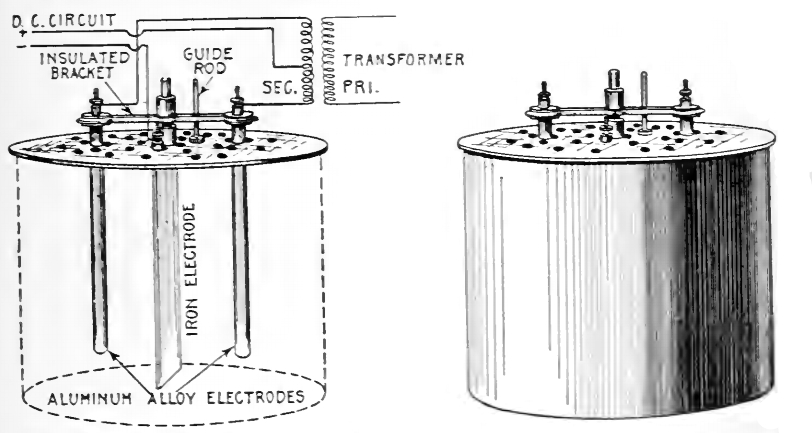 D. C. CIRCUIT
+
−
INSULATED
BRACKET
GUIDE
ROD
SEC.
TRANSFORMER
PRI.
IRON ELECTRODE
ALUMINUM ALLOY ELECTRODES